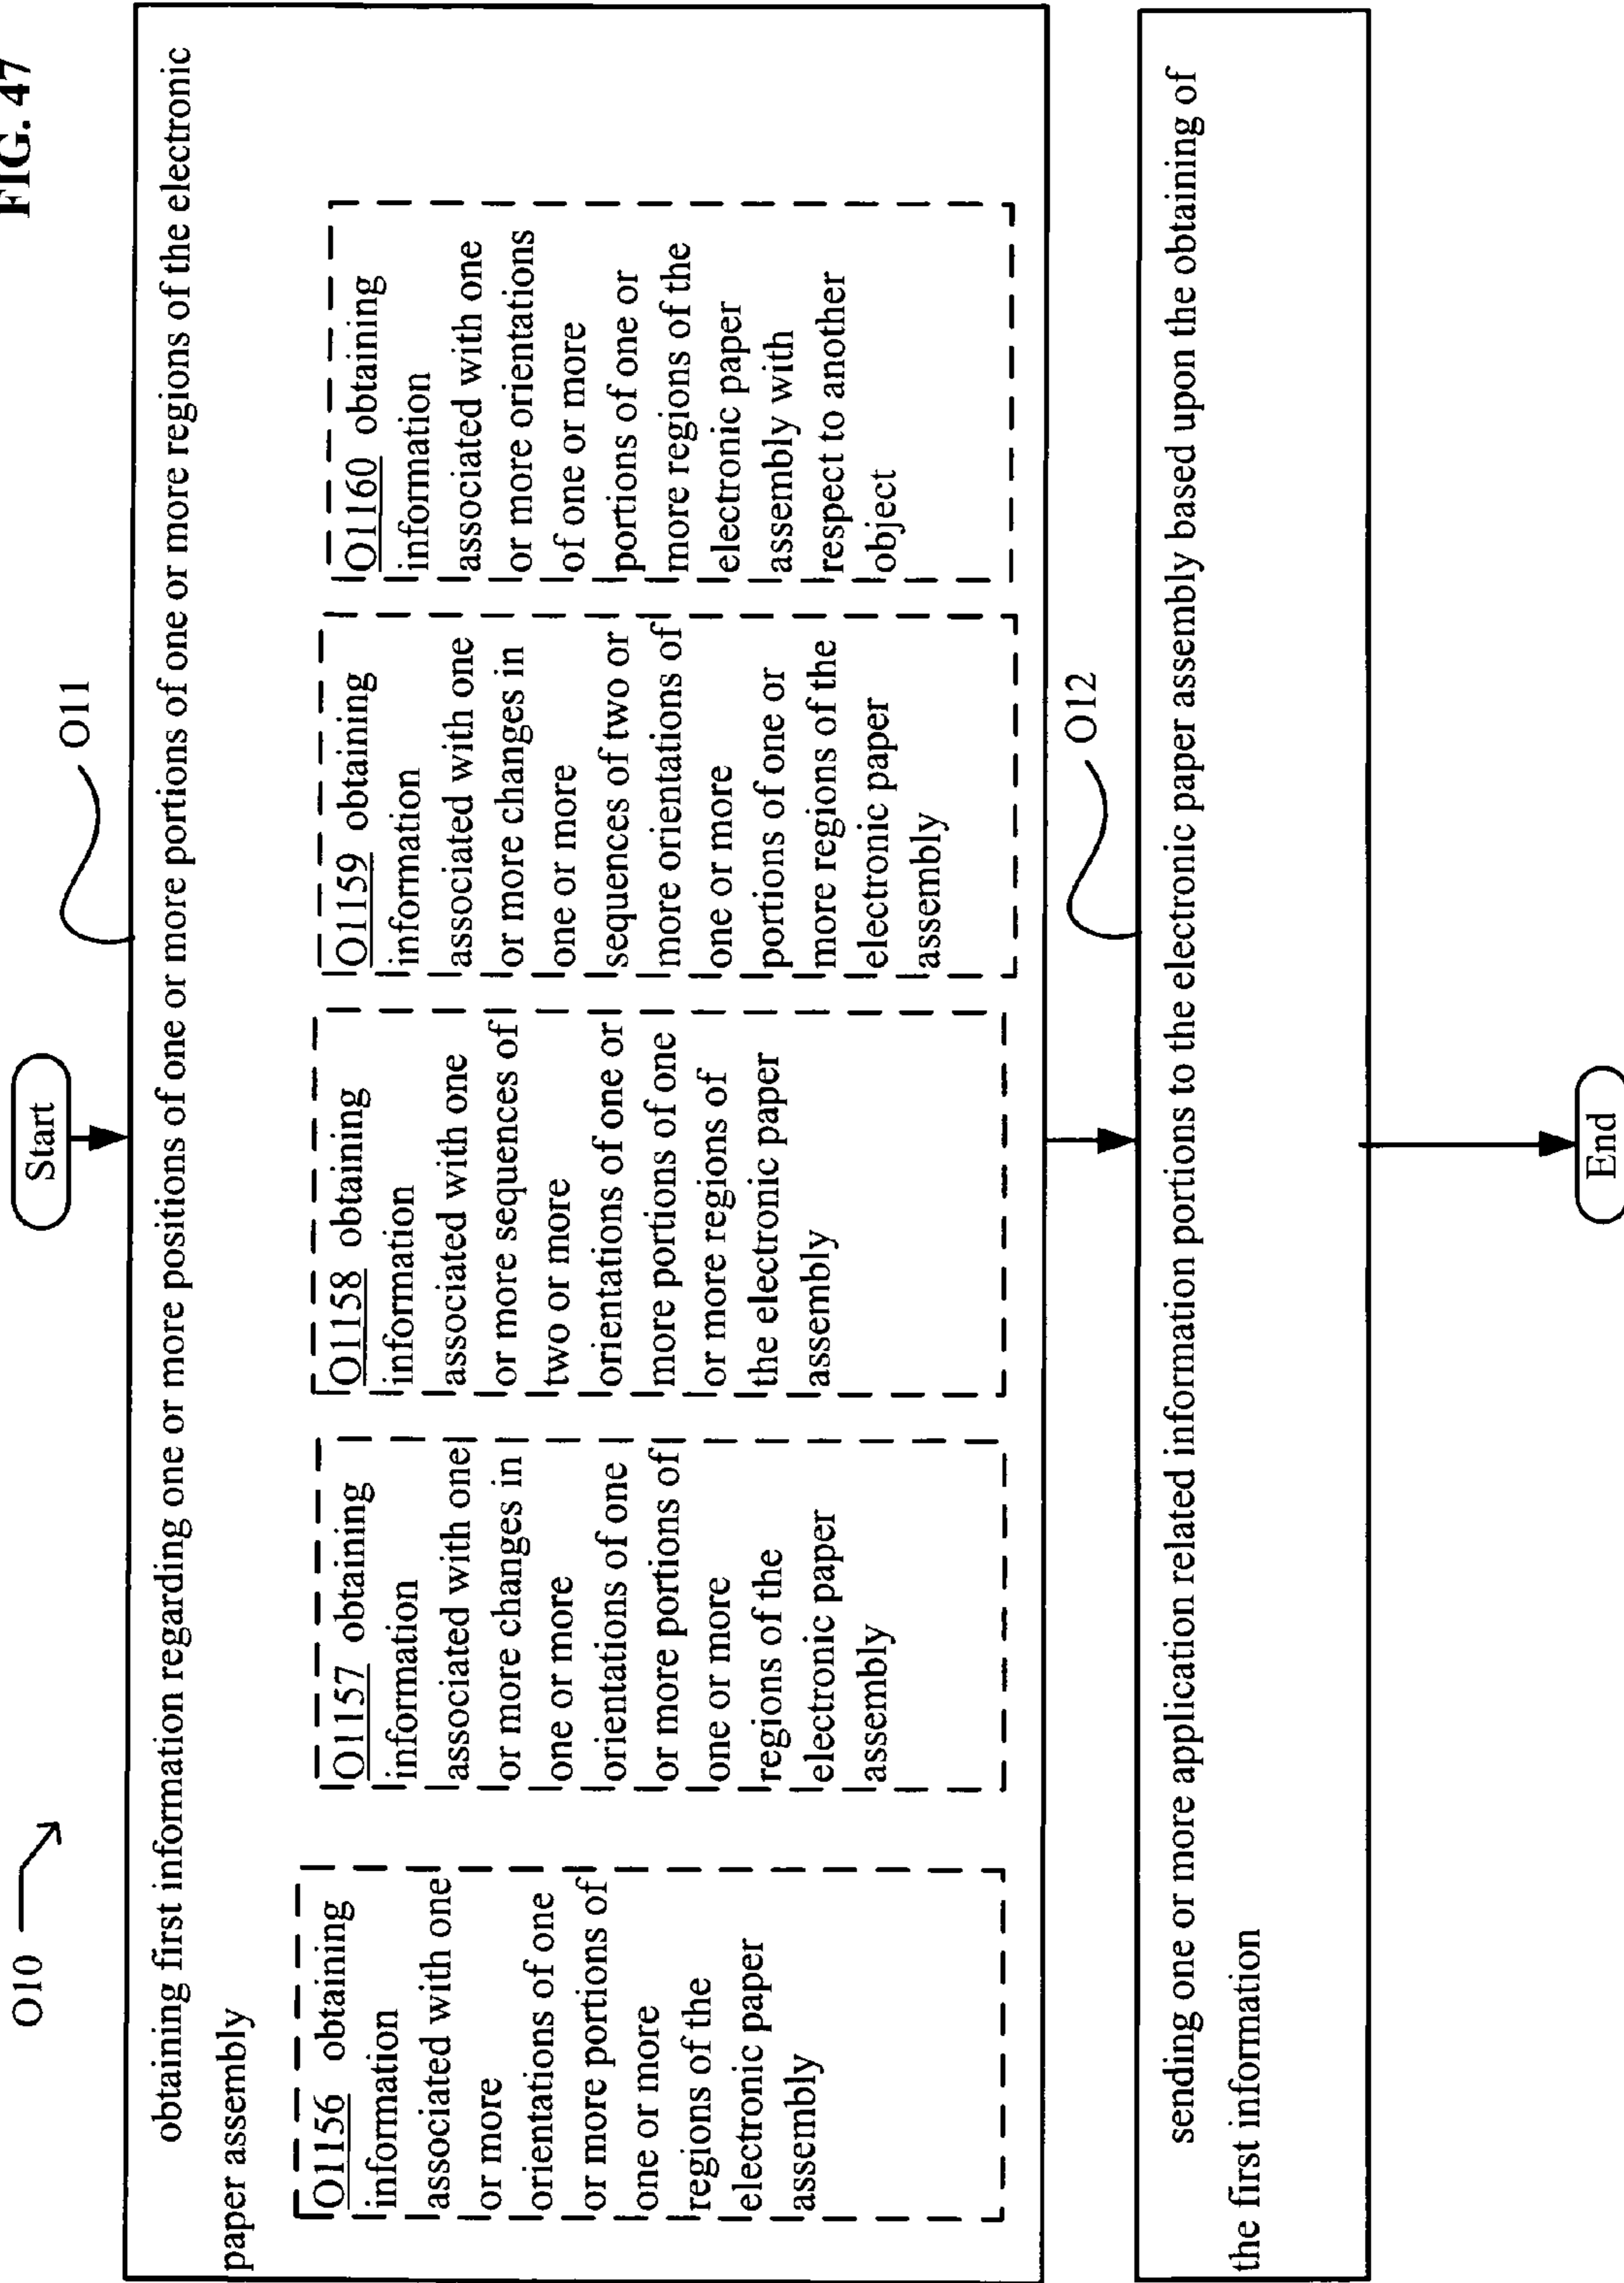 FIG. 47
O10
Start
O11
obtaining first information regarding one or more positions of one or more portions of one or more regions of the electronic
paper assembly
O1156 obtaining
information
associated with one
or more
orientations of one
or more portions of
one or more
regions of the
electronic paper
assembly
O1157 obtaining
information
associated with one
or more changes in
one or more
orientations of one
or more portions of
one or more
regions of the
electronic paper
assembly
O1158 obtaining
information
associated with one
or more sequences of
two or more
orientations of one or
more portions of one
or more regions of
the electronic paper
assembly
O1159 obtaining
information
associated with one
or more changes in
one or more
sequences of two or
more orientations of
one or more
portions of one or
more regions of the
electronic paper
assembly
O1160 obtaining
information
associated with one
or more orientations
of one or more
portions of one or
more regions of the
electronic paper
assembly with
respect to another
object
O12
sending one or more application related information portions to the electronic paper assembly based upon the obtaining of
the first information
End